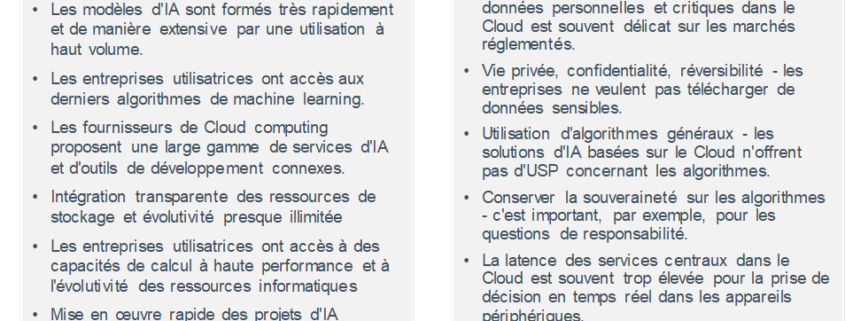 • Les modèles d'IA sont formés très rapidement
et de manière extensive par une utilisation à
haut volume.
• Les entreprises utilisatrices ont accès aux
derniers algorithmes de machine learning.
• Les fournisseurs de Cloud computing
proposent une large gamme de services d'IA
et d'outils de développement connexes.
• Intégration transparente des ressources de
stockage et évolutivité presque illimitée
• Les entreprises utilisatrices ont accès à des
capacités de calcul à haute performance et à
l'évolutivité des ressources informatiques
• Mise en œuvre rapide des projets d'IA
données personnelles et critiques dans le
Cloud est souvent délicat sur les marchés
réglementés.
• Vie privée, confidentialité, réversibilité - les
entreprises ne veulent pas télécharger de
données sensibles.
• Utilisation d'algorithmes généraux - les
solutions d'IA basées sur le Cloud n'offrent
pas d'USP concernant les algorithmes.
• Conserver la souveraineté sur les algorithmes
- c'est important, par exemple, pour les
questions de responsabilité.
• La latence des services centraux dans le
Cloud est souvent trop élevée pour la prise de
décision en temps réel dans les appareils
périphériques.